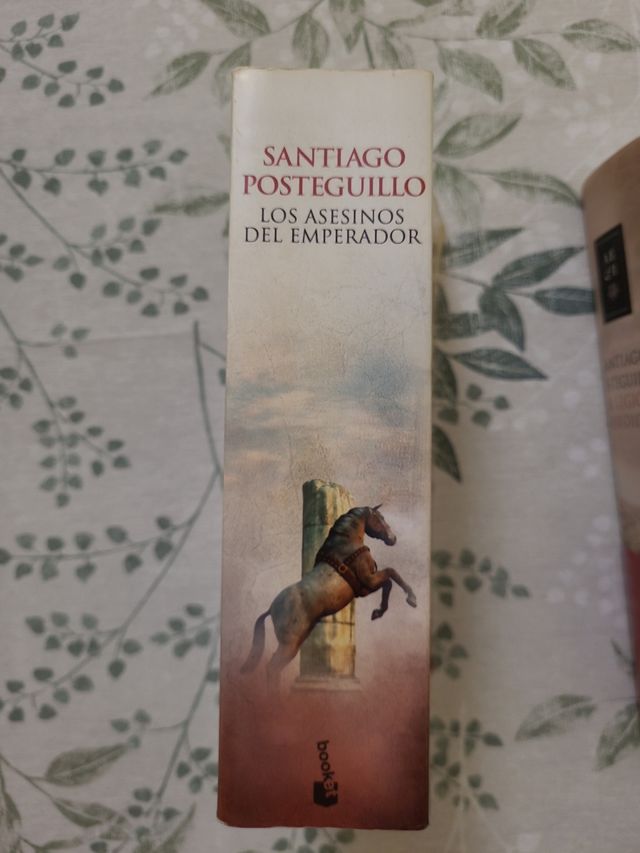 SANTIAGO
POSTEGUILLO
LOS ASESINOS
DEL EMPERADOR
booket